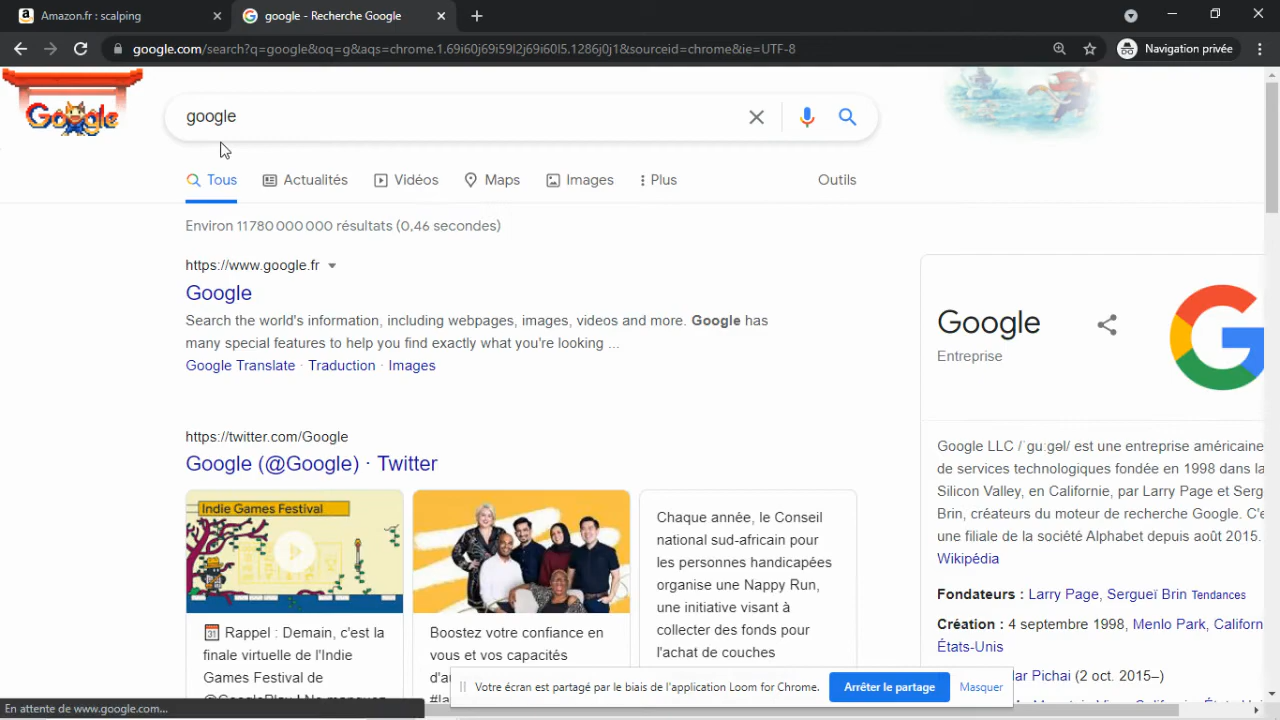 Amazon.fr : scalping
google - Recherche Google
google.com/search?q=google&oq=g&aqs=chrome.1.69i60j69i59l2j69i60l5.1286j0j1&sourceid=chrome&ie=UTF-8
Navigation privée
Google
google
Tous
Actualités
Vidéos
Maps
Images
Plus
Outils
Environ 11 780 000 000 résultats (0,46 secondes)
https://www.google.fr
Google
Search the world's information, including webpages, images, videos and more. Google has
many special features to help you find exactly what you're looking ...
Google Translate · Traduction · Images
https://twitter.com/Google
Google (@Google) · Twitter
Indie Games Festival
Rappel : Demain, c'est la
finale virtuelle de l'Indie
Games Festival de
@GooglePlay ! Ne manquez
Boostez votre confiance en
vous et vos capacités
Chaque année, le Conseil
national sud-africain pour
les personnes handicapées
organise une Nappy Run,
une initiative visant à
collecter des fonds pour
l'achat de couches
Google
Entreprise
Google LLC /ˈguːgəl/ est une entreprise américaine
de services technologiques fondée en 1998 dans la
Silicon Valley, en Californie, par Larry Page et Serg
Brin, créateurs du moteur de recherche Google. C'e
une filiale de la société Alphabet depuis août 2015.
Wikipédia
Fondateurs : Larry Page, Sergueï Brin Tendances
Création : 4 septembre 1998, Menlo Park, Californ
États-Unis
dar Pichai (2 oct. 2015–)
Votre écran est partagé par le biais de l'application Loom for Chrome.
Arrêter le partage
Masquer
En attente de www.google.com...